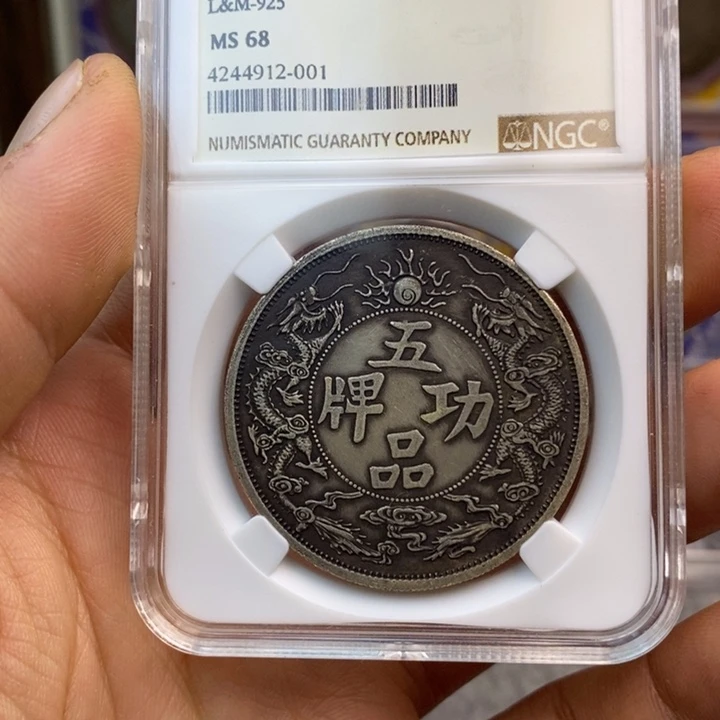 L&M-925
MS 68
4244912-001
NUMISMATIC GUARANTY COMPANY
NGC®
五
牌 功
品